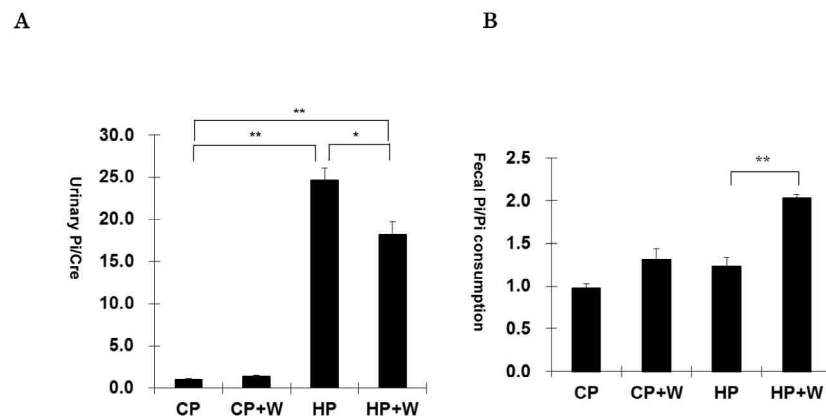 A
B
**
**
*
30.0
25.0
20.0
15.0
10.0
5.0
0.0
Urinary Pi/Cre
CP CP+W HP HP+W
**
2.5
2.0
1.5
1.0
0.5
0.0
Fecal Pi/Pi consumption
CP CP+W HP HP+W